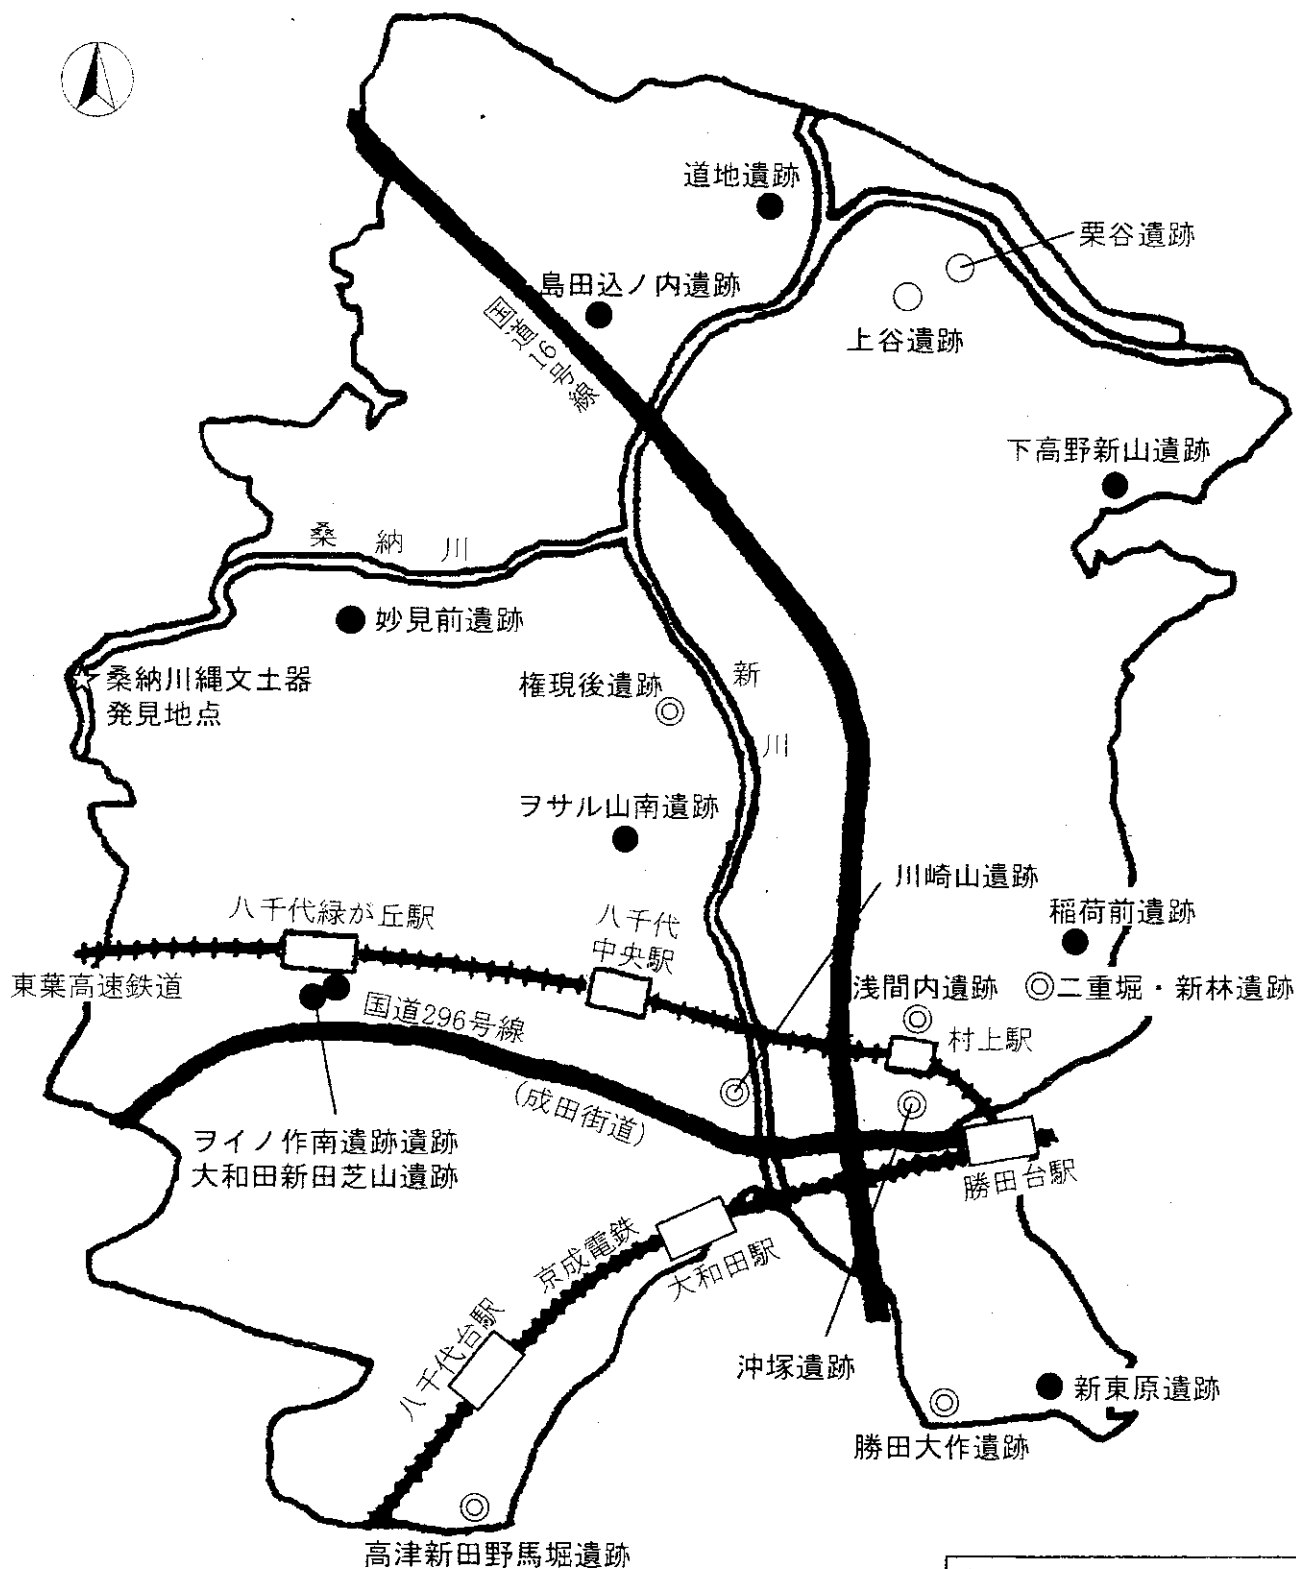 道地遺跡
栗谷遺跡
島田込ノ内遺跡
上谷遺跡
国道16号線
下高野新山遺跡
桑納川
妙見前遺跡
桑納川縄文土器
発見地点
権現後遺跡
新川
ヲサル山南遺跡
川崎山遺跡
八千代緑が丘駅
八千代
中央駅
稲荷前遺跡
東葉高速鉄道
浅間内遺跡
二重堀・新林遺跡
国道296号線
(成田街道)
村上駅
ヲイノ作南遺跡遺跡
大和田新田芝山遺跡
勝田台駅
京成電鉄
大和田駅
八千代台駅
沖塚遺跡
新東原遺跡
勝田大作遺跡
高津新田野馬堀遺跡